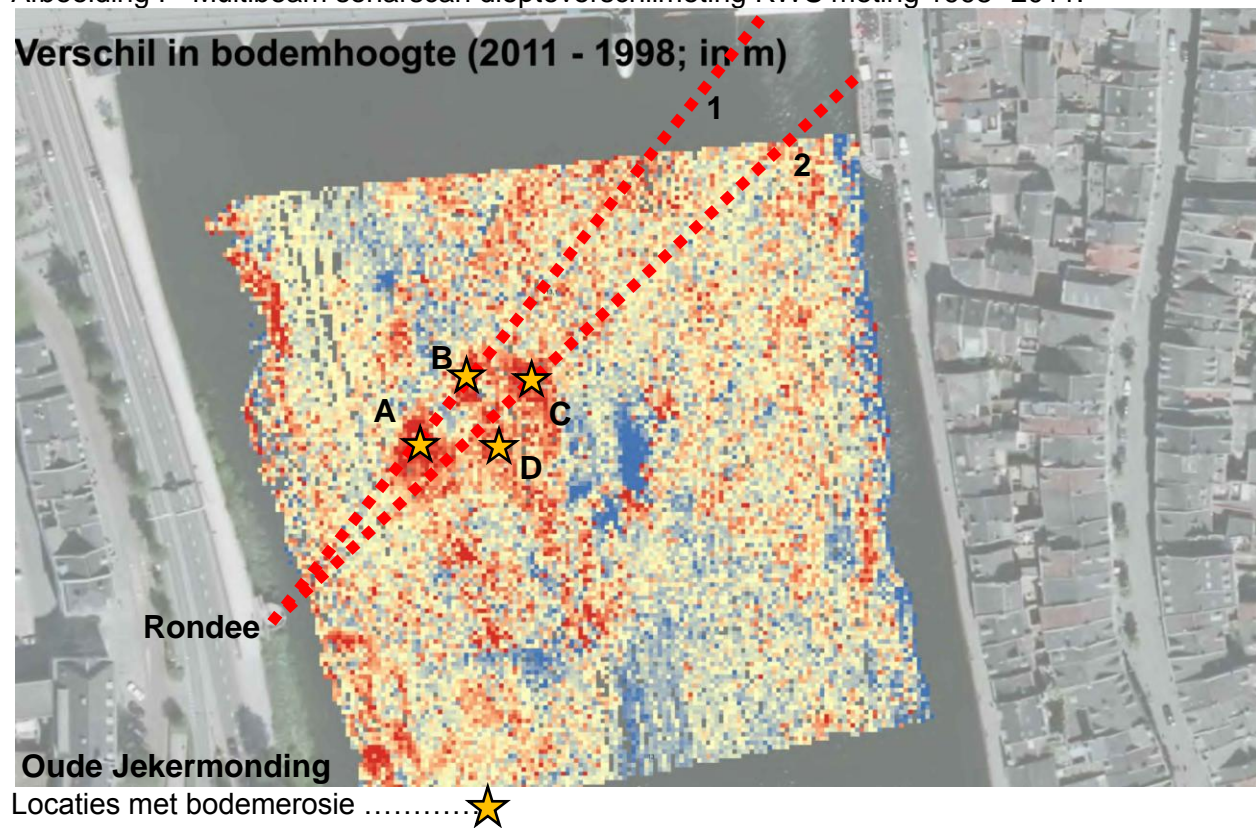 Verschil in bodemhoogte (2011 - 1998; in m)
1
2
B
A
C
D
Rondee
Oude Jekermonding
Locaties met bodemerosie ............